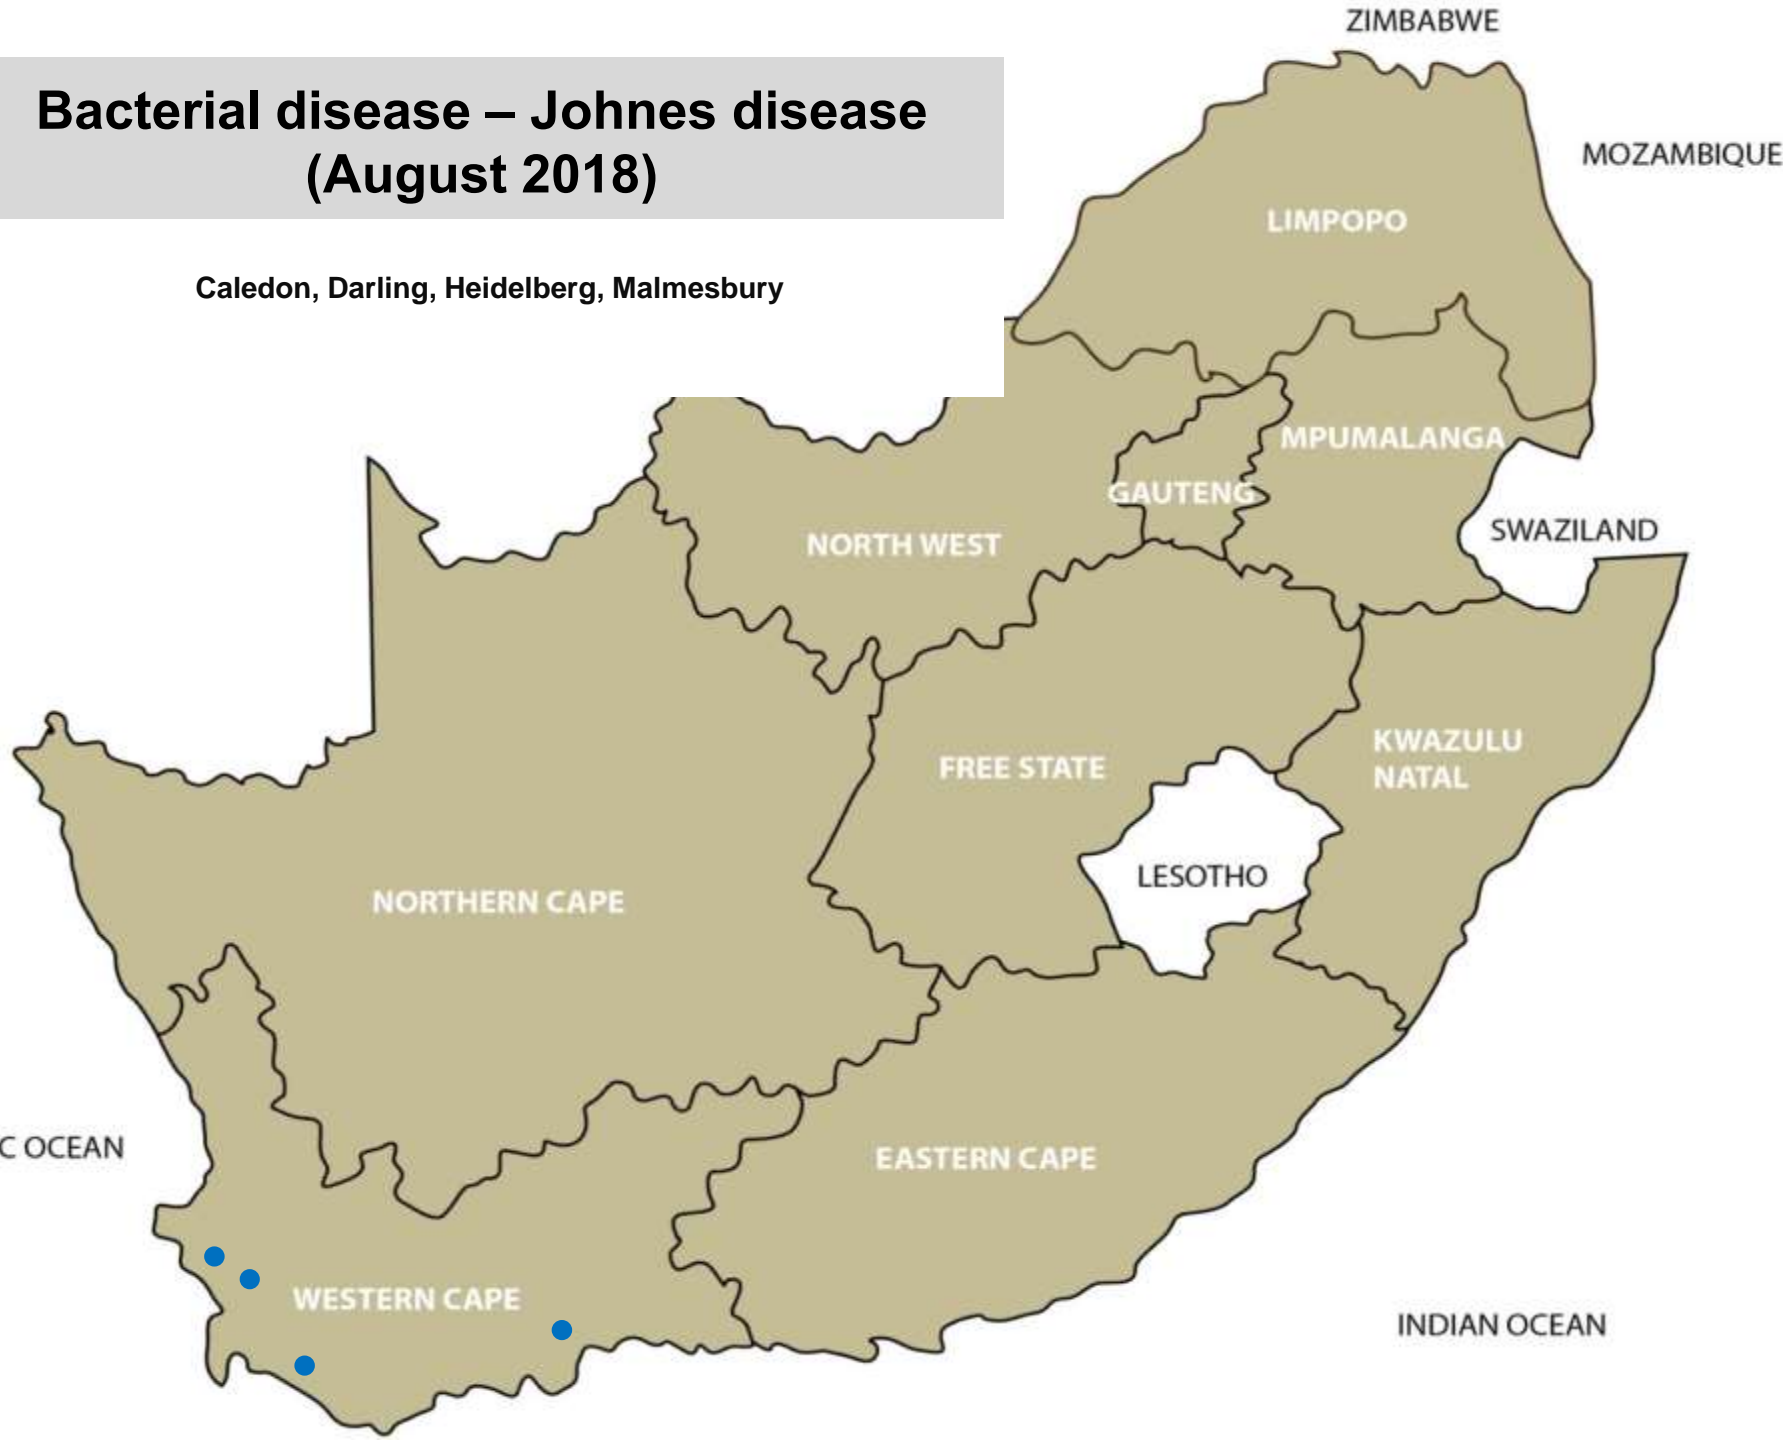 ZIMBABWE
Bacterial disease – Johnes disease
(August 2018)
MOZAMBIQUE
LIMPOPO
Caledon, Darling, Heidelberg, Malmesbury
MPUMALANGA
GAUTENG
SWAZILAND
NORTH WEST
KWAZULU
NATAL
FREE STATE
LESOTHO
NORTHERN CAPE
C OCEAN
EASTERN CAPE
WESTERN CAPE
INDIAN OCEAN